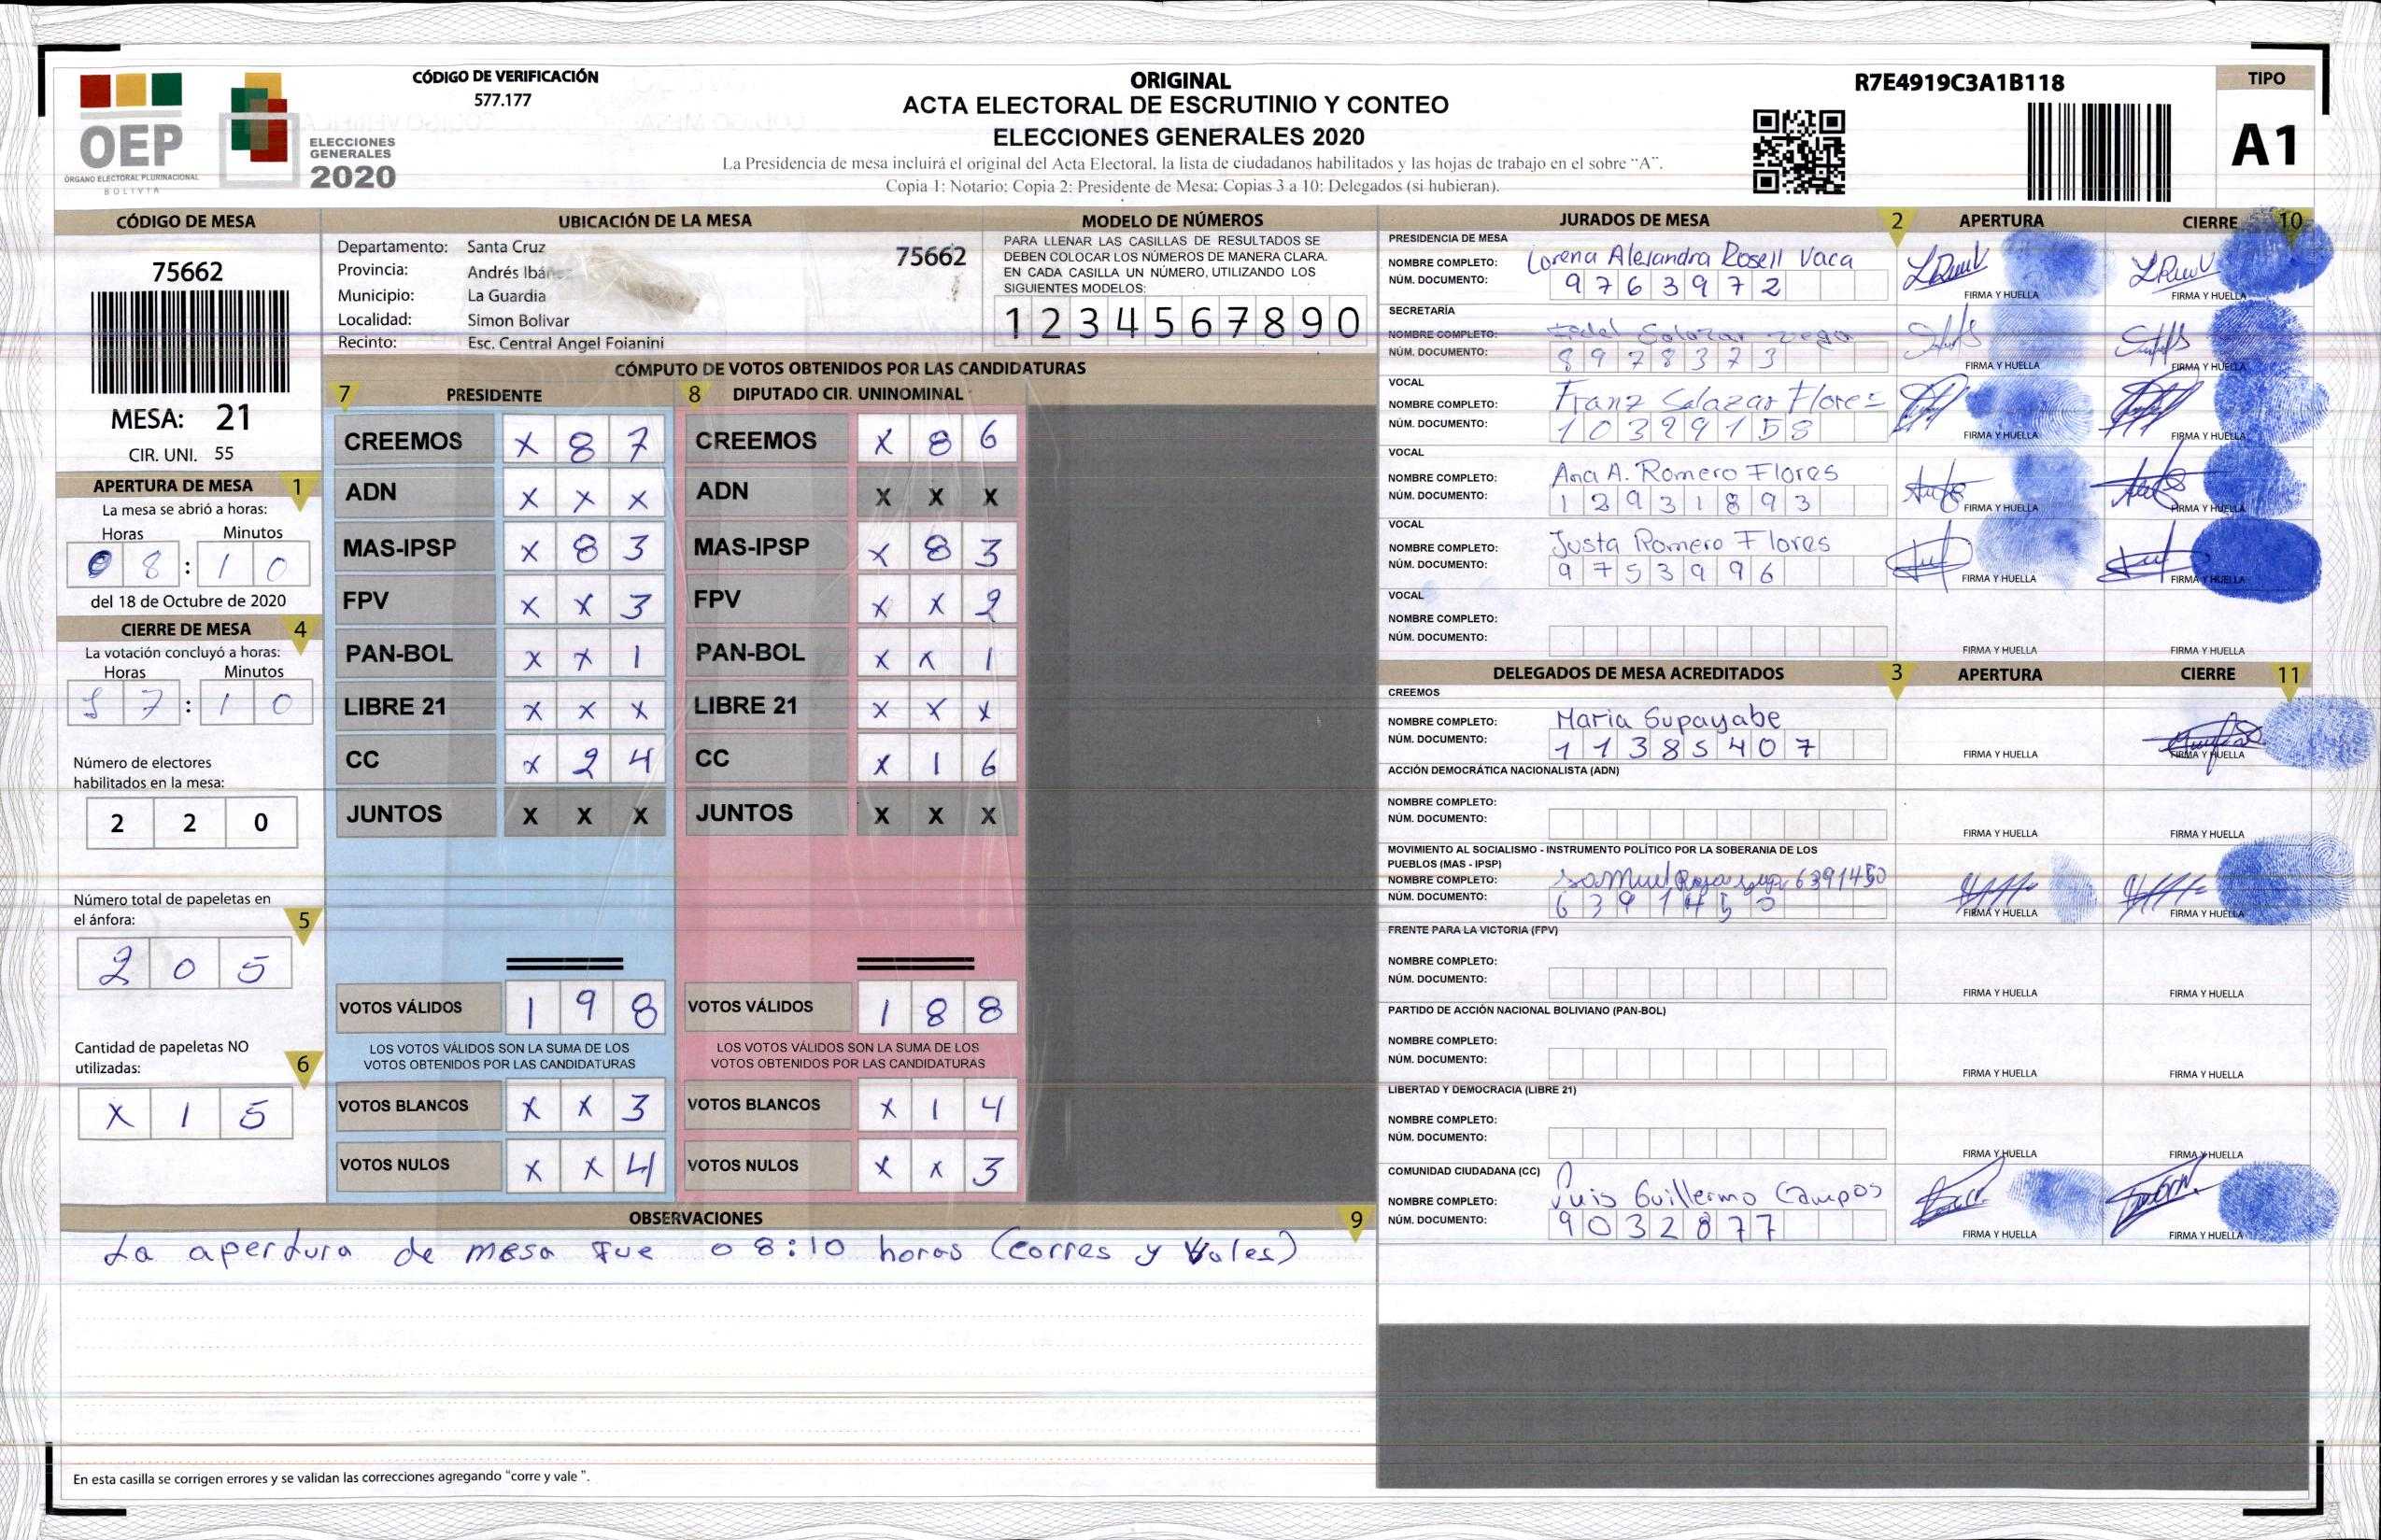 CÓDIGO DE VERIFICACIÓN
577.177
ORIGINAL
ACTA ELECTORAL DE ESCRUTINIO Y CONTEO
ELECCIONES GENERALES 2020
La Presidencia de mesa incluirá el original del Acta Electoral, la lista de ciudadanos habilitados y las hojas de trabajo en el sobre “A”.
Copia 1: Notario; Copia 2: Presidente de Mesa; Copias 3 a 10: Delegados (si hubieran).
R7E4919C3A1B118
TIPO
A1
OEP
ÓRGANO ELECTORAL PLURINACIONAL
BOLIVIA
ELECCIONES
GENERALES
2020
CÓDIGO DE MESA
75662
MESA: 21
CIR. UNI. 55
APERTURA DE MESA 1
La mesa se abrió a horas:
Horas Minutos
0 8 : 1 0
del 18 de Octubre de 2020
CIERRE DE MESA 4
La votación concluyó a horas:
Horas Minutos
1 7 : 1 0
Número de electores
habilitados en la mesa:
2 2 0
Número total de papeletas en
el ánfora: 5
2 0 5
Cantidad de papeletas NO
utilizadas: 6
X 1 5
UBICACIÓN DE LA MESA
Departamento: Santa Cruz
75662
Provincia: Andrés
Municipio: La Guardia
Localidad: Simon Bolivar
Recinto: Esc. Central Angel Foianini
MODELO DE NÚMEROS
PARA LLENAR LAS CASILLAS DE RESULTADOS SE
DEBEN COLOCAR LOS NÚMEROS DE MANERA CLARA.
EN CADA CASILLA UN NÚMERO, UTILIZANDO LOS
SIGUIENTES MODELOS:
1 2 3 4 5 6 7 8 9 0
CÓMPUTO DE VOTOS OBTENIDOS POR LAS CANDIDATURAS
7 PRESIDENTE
CREEMOS X 8 7
ADN X X X
MAS-IPSP X 8 3
FPV X X 3
PAN-BOL X X 1
LIBRE 21 X X X
CC X 2 4
JUNTOS X X X
VOTOS VÁLIDOS 1 9 8
LOS VOTOS VÁLIDOS SON LA SUMA DE LOS
VOTOS OBTENIDOS POR LAS CANDIDATURAS
VOTOS BLANCOS X X 3
VOTOS NULOS X X 4
8 DIPUTADO CIR. UNINOMINAL
CREEMOS X 8 6
ADN X X X
MAS-IPSP X 8 3
FPV X X 2
PAN-BOL X X 1
LIBRE 21 X X X
CC X 1 6
JUNTOS X X X
VOTOS VÁLIDOS 1 8 8
LOS VOTOS VÁLIDOS SON LA SUMA DE LOS
VOTOS OBTENIDOS POR LAS CANDIDATURAS
VOTOS BLANCOS X 1 4
VOTOS NULOS X X 3
OBSERVACIONES 9
La apertura de mesa fue 08:10 horas (corres y Vales)
En esta casilla se corrigen errores y se validan las correcciones agregando “corre y vale ”.
JURADOS DE MESA 2 APERTURA CIERRE 10
PRESIDENCIA DE MESA
NOMBRE COMPLETO: Lorena Alejandra Rosell Vaca
NÚM. DOCUMENTO: 9 7 6 3 9 7 2
FIRMA Y HUELLA FIRMA Y HUELLA
SECRETARÍA
NOMBRE COMPLETO: Salazar
NÚM. DOCUMENTO: 8 9 7 8 3 7 3
FIRMA Y HUELLA FIRMA Y HUELLA
VOCAL
NOMBRE COMPLETO: Franz Salazar Flores
NÚM. DOCUMENTO: 1 0 3 9 9 1 5 8
FIRMA Y HUELLA FIRMA Y HUELLA
VOCAL
NOMBRE COMPLETO: Ana A. Romero Flores
NÚM. DOCUMENTO: 1 2 9 3 1 8 9 3
FIRMA Y HUELLA FIRMA Y HUELLA
VOCAL
NOMBRE COMPLETO: Justa Romero Flores
NÚM. DOCUMENTO: 9 7 5 3 9 9 6
FIRMA Y HUELLA FIRMA Y HUELLA
VOCAL
NOMBRE COMPLETO:
NÚM. DOCUMENTO:
FIRMA Y HUELLA FIRMA Y HUELLA
DELEGADOS DE MESA ACREDITADOS 3 APERTURA CIERRE 11
CREEMOS
NOMBRE COMPLETO: Maria Supayabe
NÚM. DOCUMENTO: 1 1 3 8 5 4 0 7
FIRMA Y HUELLA FIRMA Y HUELLA
ACCIÓN DEMOCRÁTICA NACIONALISTA (ADN)
NOMBRE COMPLETO:
NÚM. DOCUMENTO:
FIRMA Y HUELLA FIRMA Y HUELLA
MOVIMIENTO AL SOCIALISMO - INSTRUMENTO POLÍTICO POR LA SOBERANIA DE LOS
PUEBLOS (MAS - IPSP)
NOMBRE COMPLETO: Samuel Rojas 6391450
NÚM. DOCUMENTO: 6 3 9 1 4 5 0
FIRMA Y HUELLA FIRMA Y HUELLA
FRENTE PARA LA VICTORIA (FPV)
NOMBRE COMPLETO:
NÚM. DOCUMENTO:
FIRMA Y HUELLA FIRMA Y HUELLA
PARTIDO DE ACCIÓN NACIONAL BOLIVIANO (PAN-BOL)
NOMBRE COMPLETO:
NÚM. DOCUMENTO:
FIRMA Y HUELLA FIRMA Y HUELLA
LIBERTAD Y DEMOCRACIA (LIBRE 21)
NOMBRE COMPLETO:
NÚM. DOCUMENTO:
FIRMA Y HUELLA FIRMA Y HUELLA
COMUNIDAD CIUDADANA (CC)
NOMBRE COMPLETO: Luis Guillermo Campos
NÚM. DOCUMENTO: 9 0 3 2 8 7 7
FIRMA Y HUELLA FIRMA Y HUELLA